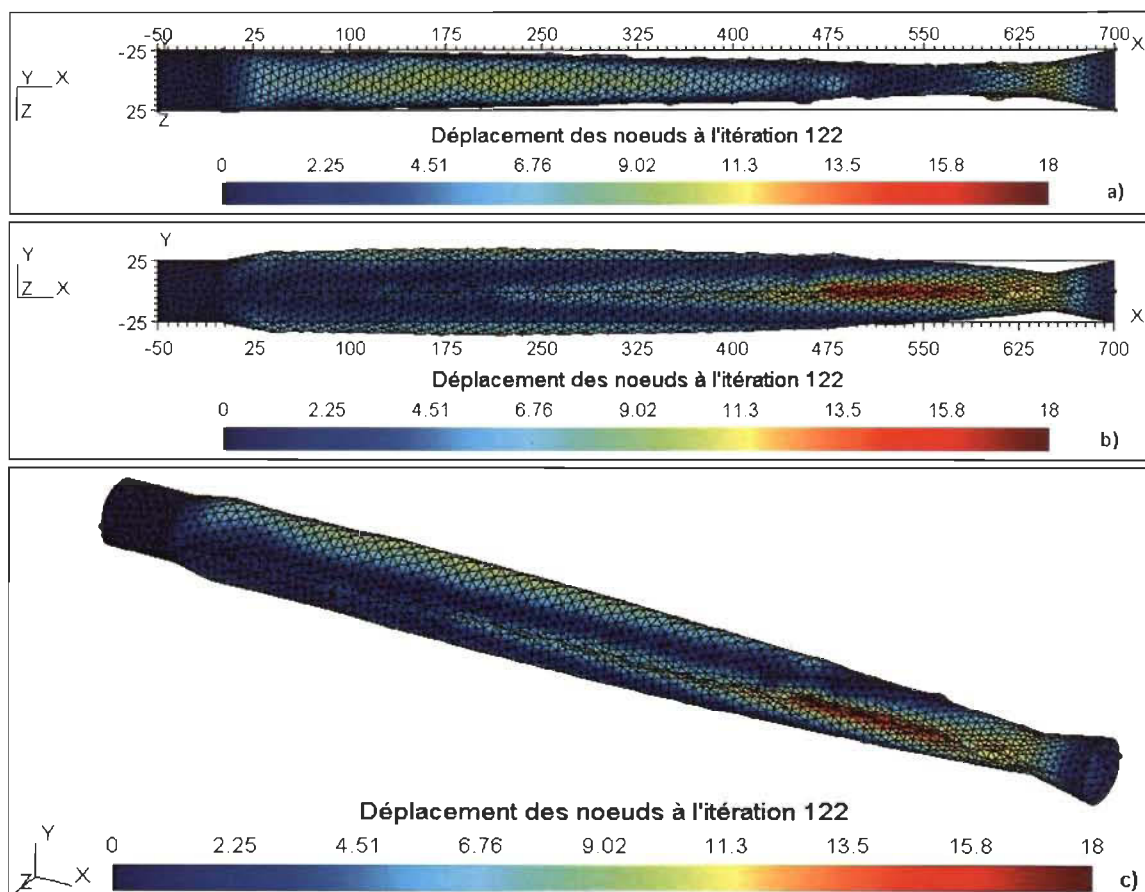 -50 25 100 175 250 325 400 475 550 625 700
Y
X
-25
Y X
Z
25
Z
Déplacement des noeuds à l'itération 122
0 2.25 4.51 6.76 9.02 11.3 13.5 15.8 18
a)
Y
25
Y
Z X
-25
X
-50 25 100 175 250 325 400 475 550 625 700
Déplacement des noeuds à l'itération 122
0 2.25 4.51 6.76 9.02 11.3 13.5 15.8 18
b)
Déplacement des noeuds à l'itération 122
Y
0 2.25 4.51 6.76 9.02 11.3 13.5 15.8 18
Z X
c)